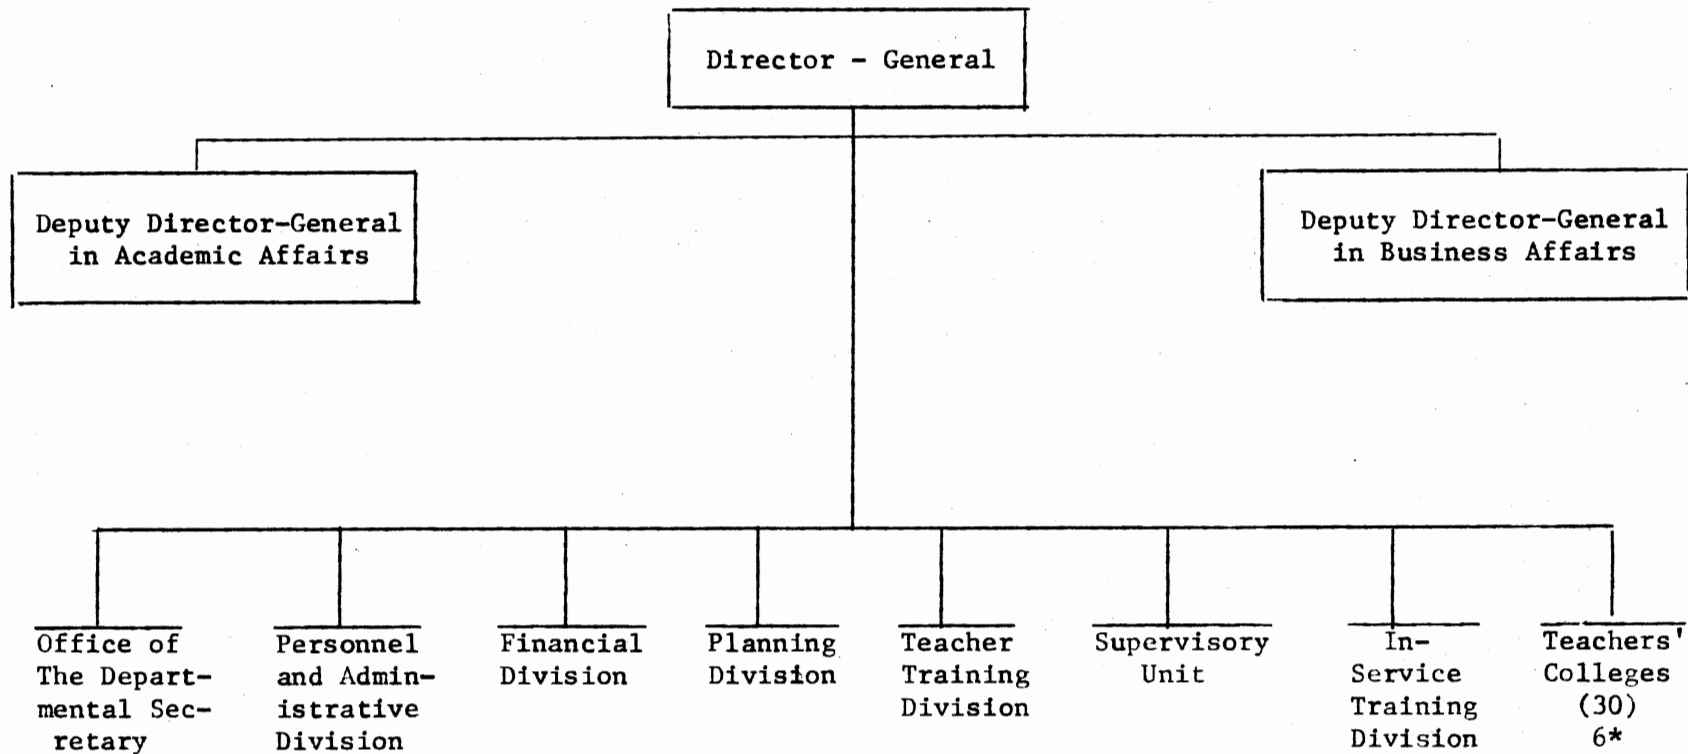 Director - General
Deputy Director-General
in Academic Affairs
Deputy Director-General
in Business Affairs
Office of
The Depart-
mental Sec-
retary
Personnel
and Admin-
istrative
Division
Financial
Division
Planning
Division
Teacher
Training
Division
Supervisory
Unit
In-
Service
Training
Division
Teachers'
Colleges
(30)
6*